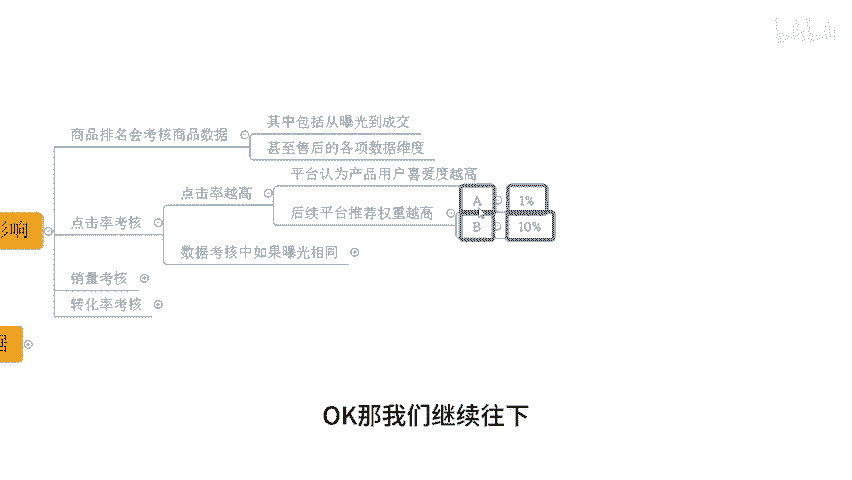 bilibili
其中包括从曝光到成交
商品排名会考核商品数据
甚至售后的各项数据维度
平台认为产品用户喜爱度越高
点击率越高
A
1%
后续平台推荐权重越高
影响
点击率考核
B
10%
数据考核中如果曝光相同
销量考核
转化率考核
据
OK那我们继续往下